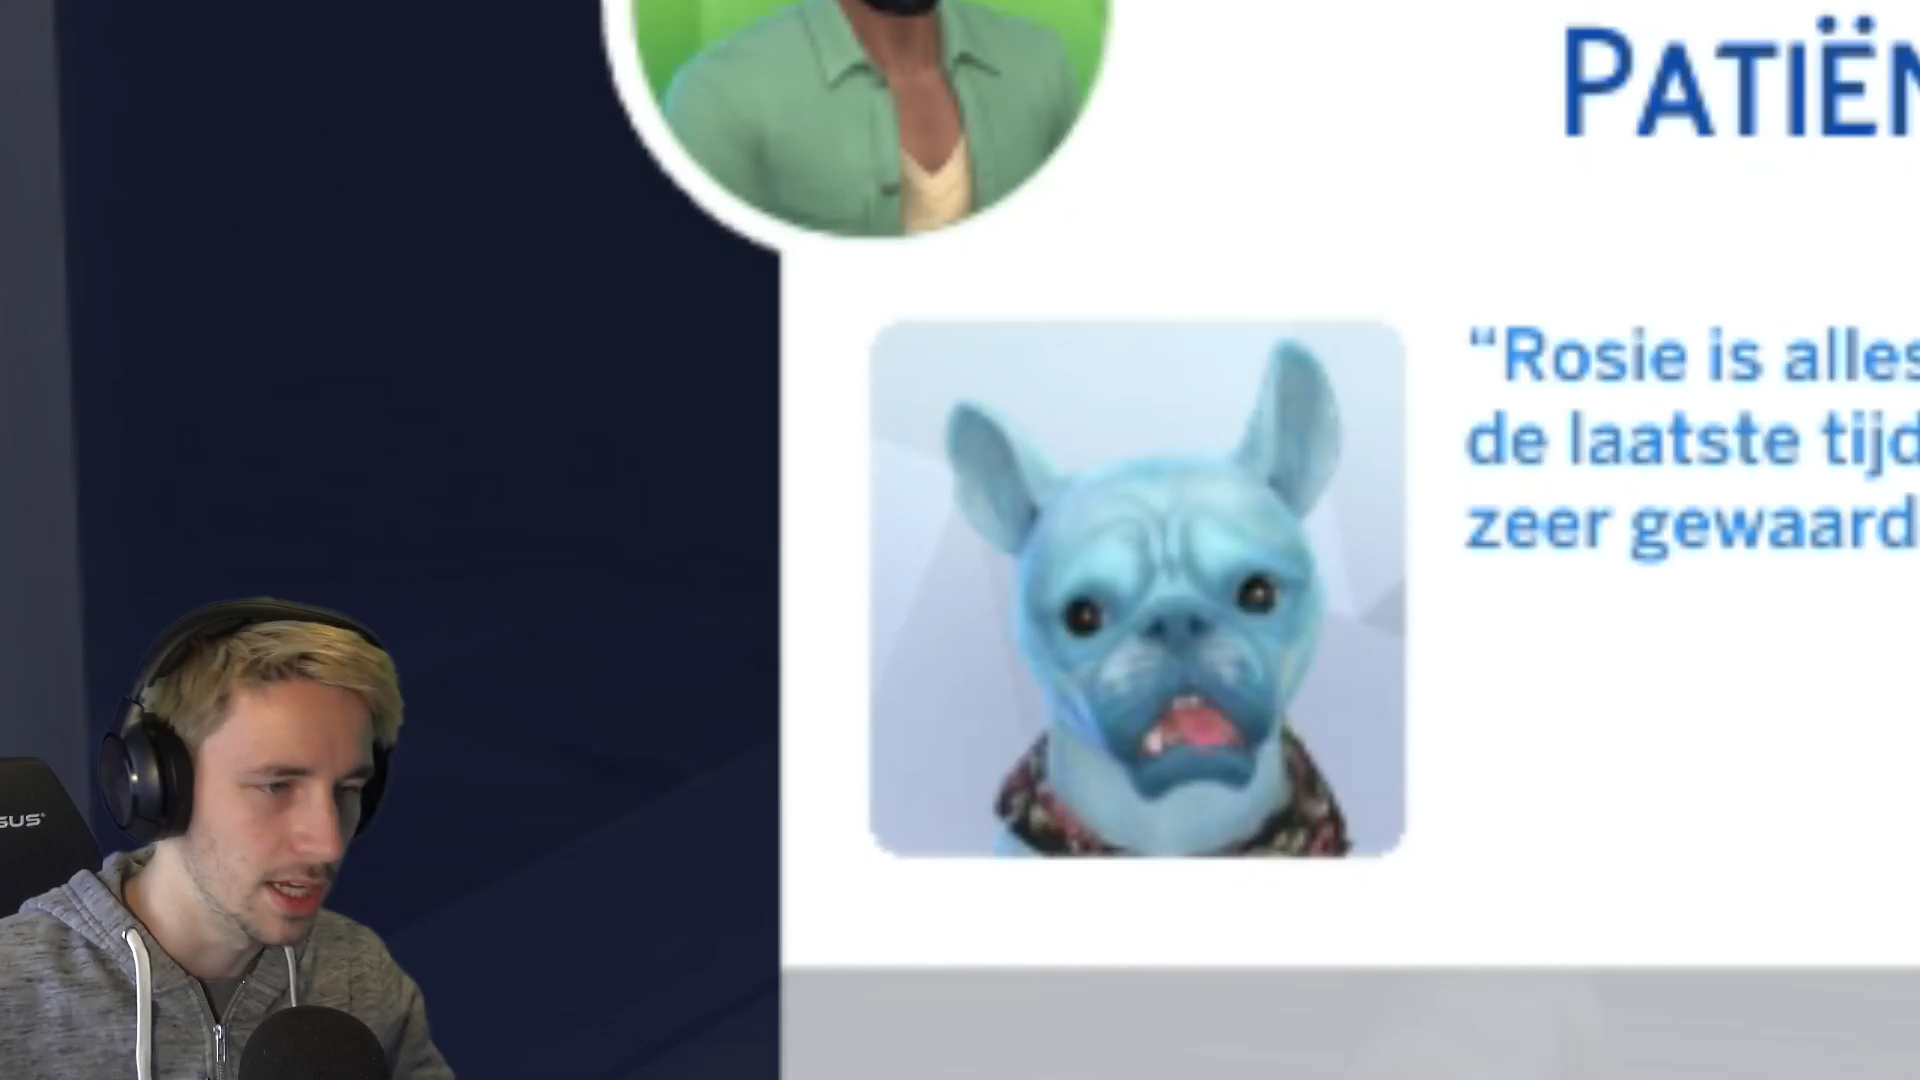 PATIËN
“Rosie is alles
de laatste tijd
zeer gewaard
SUS